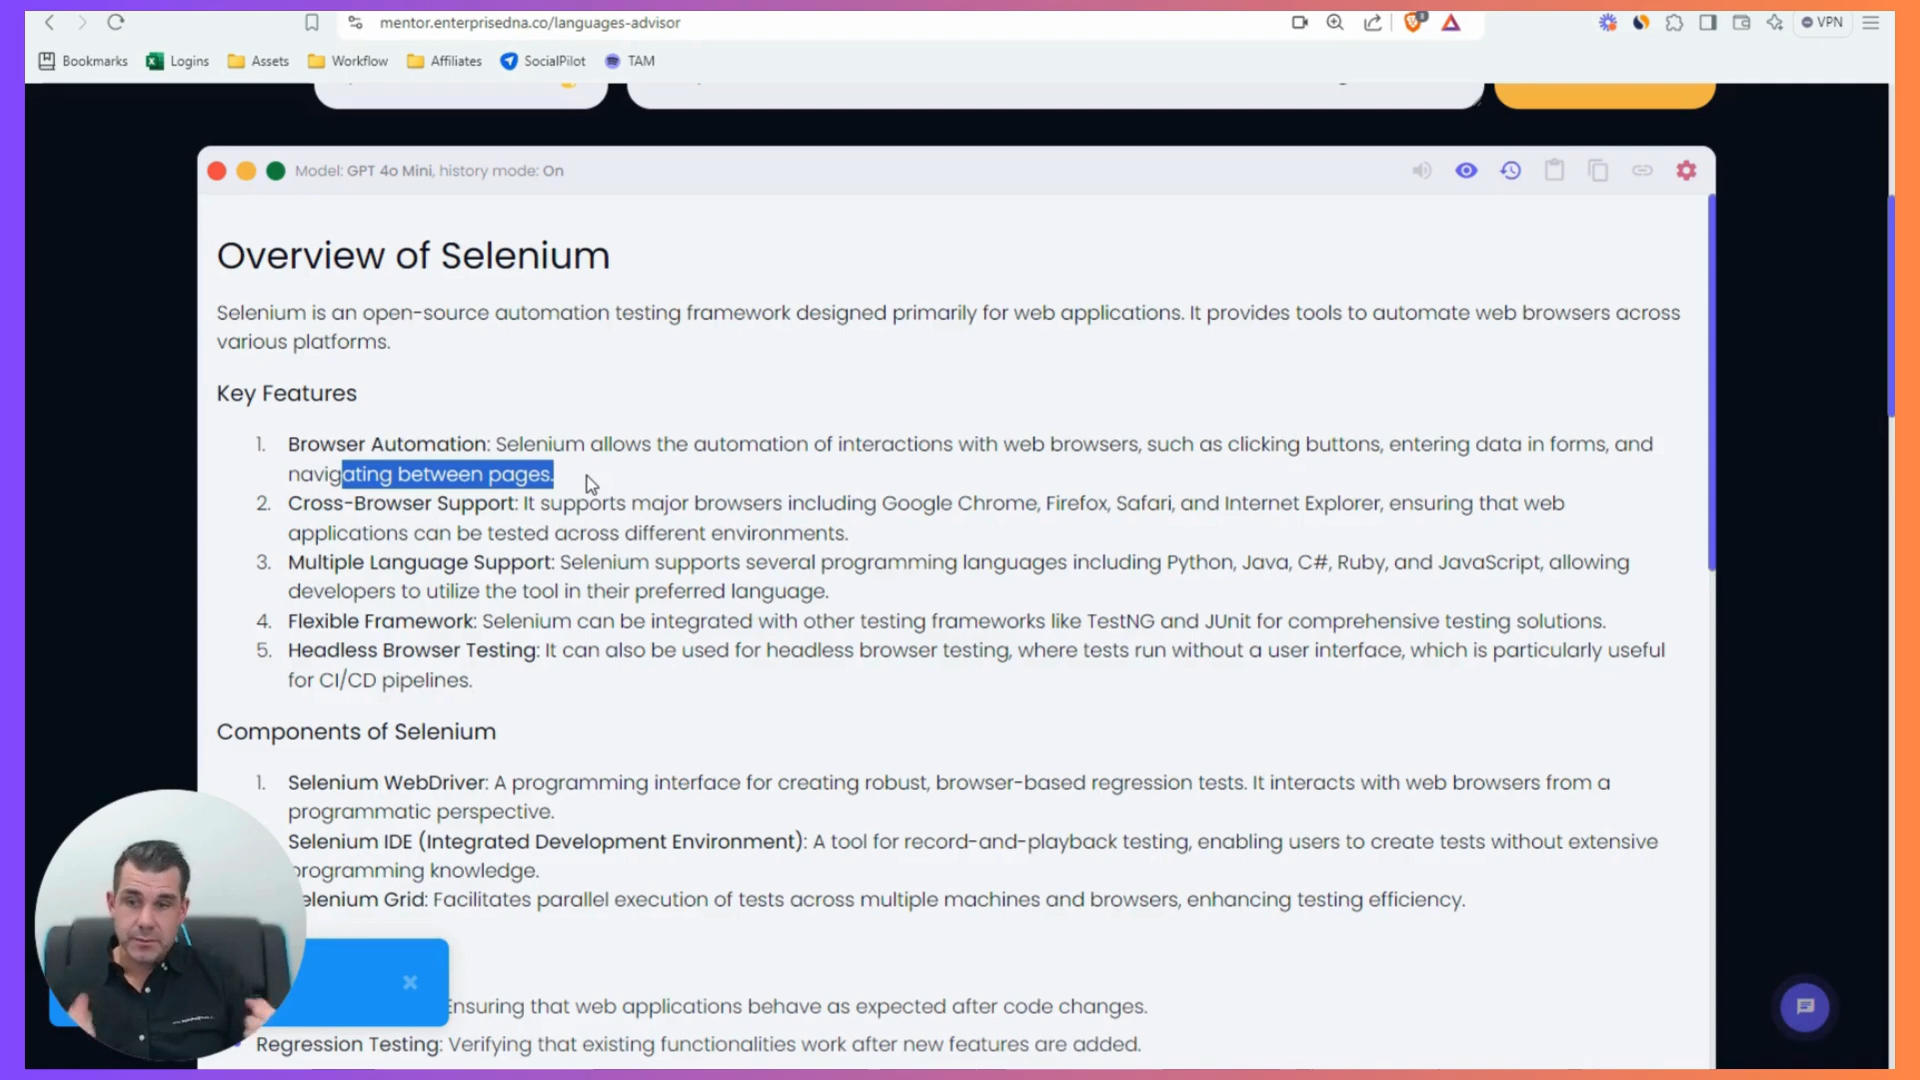 mentor.enterprisedna.co/languages-advisor
VPN
Bookmarks Logins Assets Workflow Affiliates SocialPilot TAM
Model: GPT 4o Mini, history mode: On
Overview of Selenium
Selenium is an open-source automation testing framework designed primarily for web applications. It provides tools to automate web browsers across
various platforms.
Key Features
1. Browser Automation: Selenium allows the automation of interactions with web browsers, such as clicking buttons, entering data in forms, and
navigating between pages.
2. Cross-Browser Support: It supports major browsers including Google Chrome, Firefox, Safari, and Internet Explorer, ensuring that web
applications can be tested across different environments.
3. Multiple Language Support: Selenium supports several programming languages including Python, Java, C#, Ruby, and JavaScript, allowing
developers to utilize the tool in their preferred language.
4. Flexible Framework: Selenium can be integrated with other testing frameworks like TestNG and JUnit for comprehensive testing solutions.
5. Headless Browser Testing: It can also be used for headless browser testing, where tests run without a user interface, which is particularly useful
for CI/CD pipelines.
Components of Selenium
1. Selenium WebDriver: A programming interface for creating robust, browser-based regression tests. It interacts with web browsers from a
programmatic perspective.
Selenium IDE (Integrated Development Environment): A tool for record-and-playback testing, enabling users to create tests without extensive
programming knowledge.
Selenium Grid: Facilitates parallel execution of tests across multiple machines and browsers, enhancing testing efficiency.
Ensuring that web applications behave as expected after code changes.
Regression Testing: Verifying that existing functionalities work after new features are added.